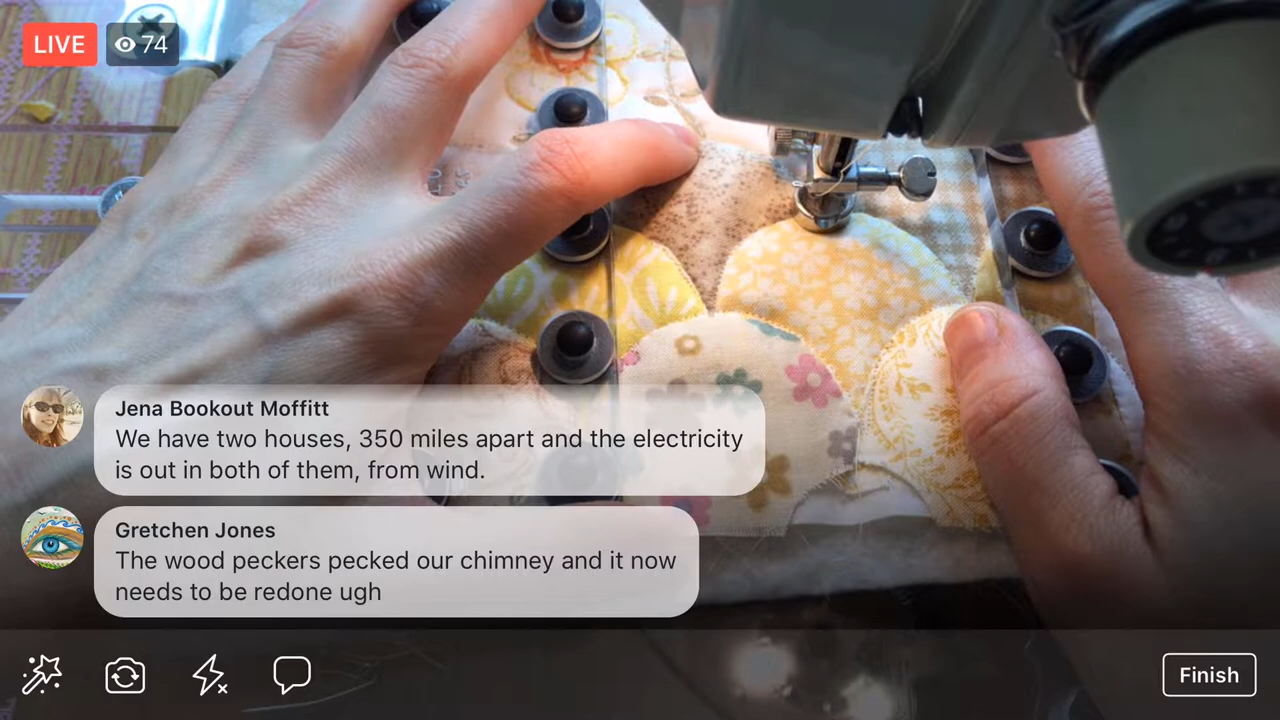 LIVE
74
Jena Bookout Moffitt
We have two houses, 350 miles apart and the electricity
is out in both of them, from wind.
Gretchen Jones
The wood peckers pecked our chimney and it now
needs to be redone ugh
Finish